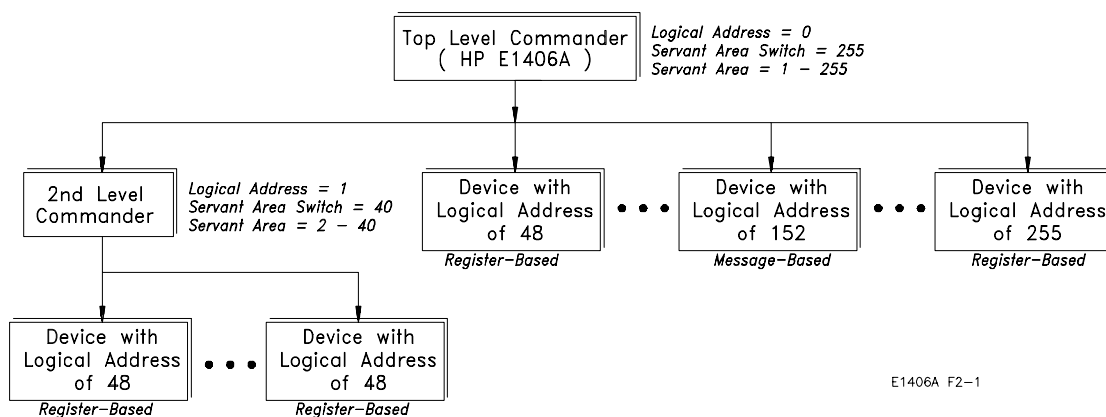 Top Level Commander
( HP E1406A )
Logical Address = 0
Servant Area Switch = 255
Servant Area = 1 – 255
2nd Level
Commander
Logical Address = 1
Servant Area Switch = 40
Servant Area = 2 – 40
Device with
Logical Address
of 48
Register–Based
Device with
Logical Address
of 152
Message–Based
Device with
Logical Address
of 255
Register–Based
Device with
Logical Address
of 48
Register–Based
Device with
Logical Address
of 48
Register–Based
E1406A F2–1